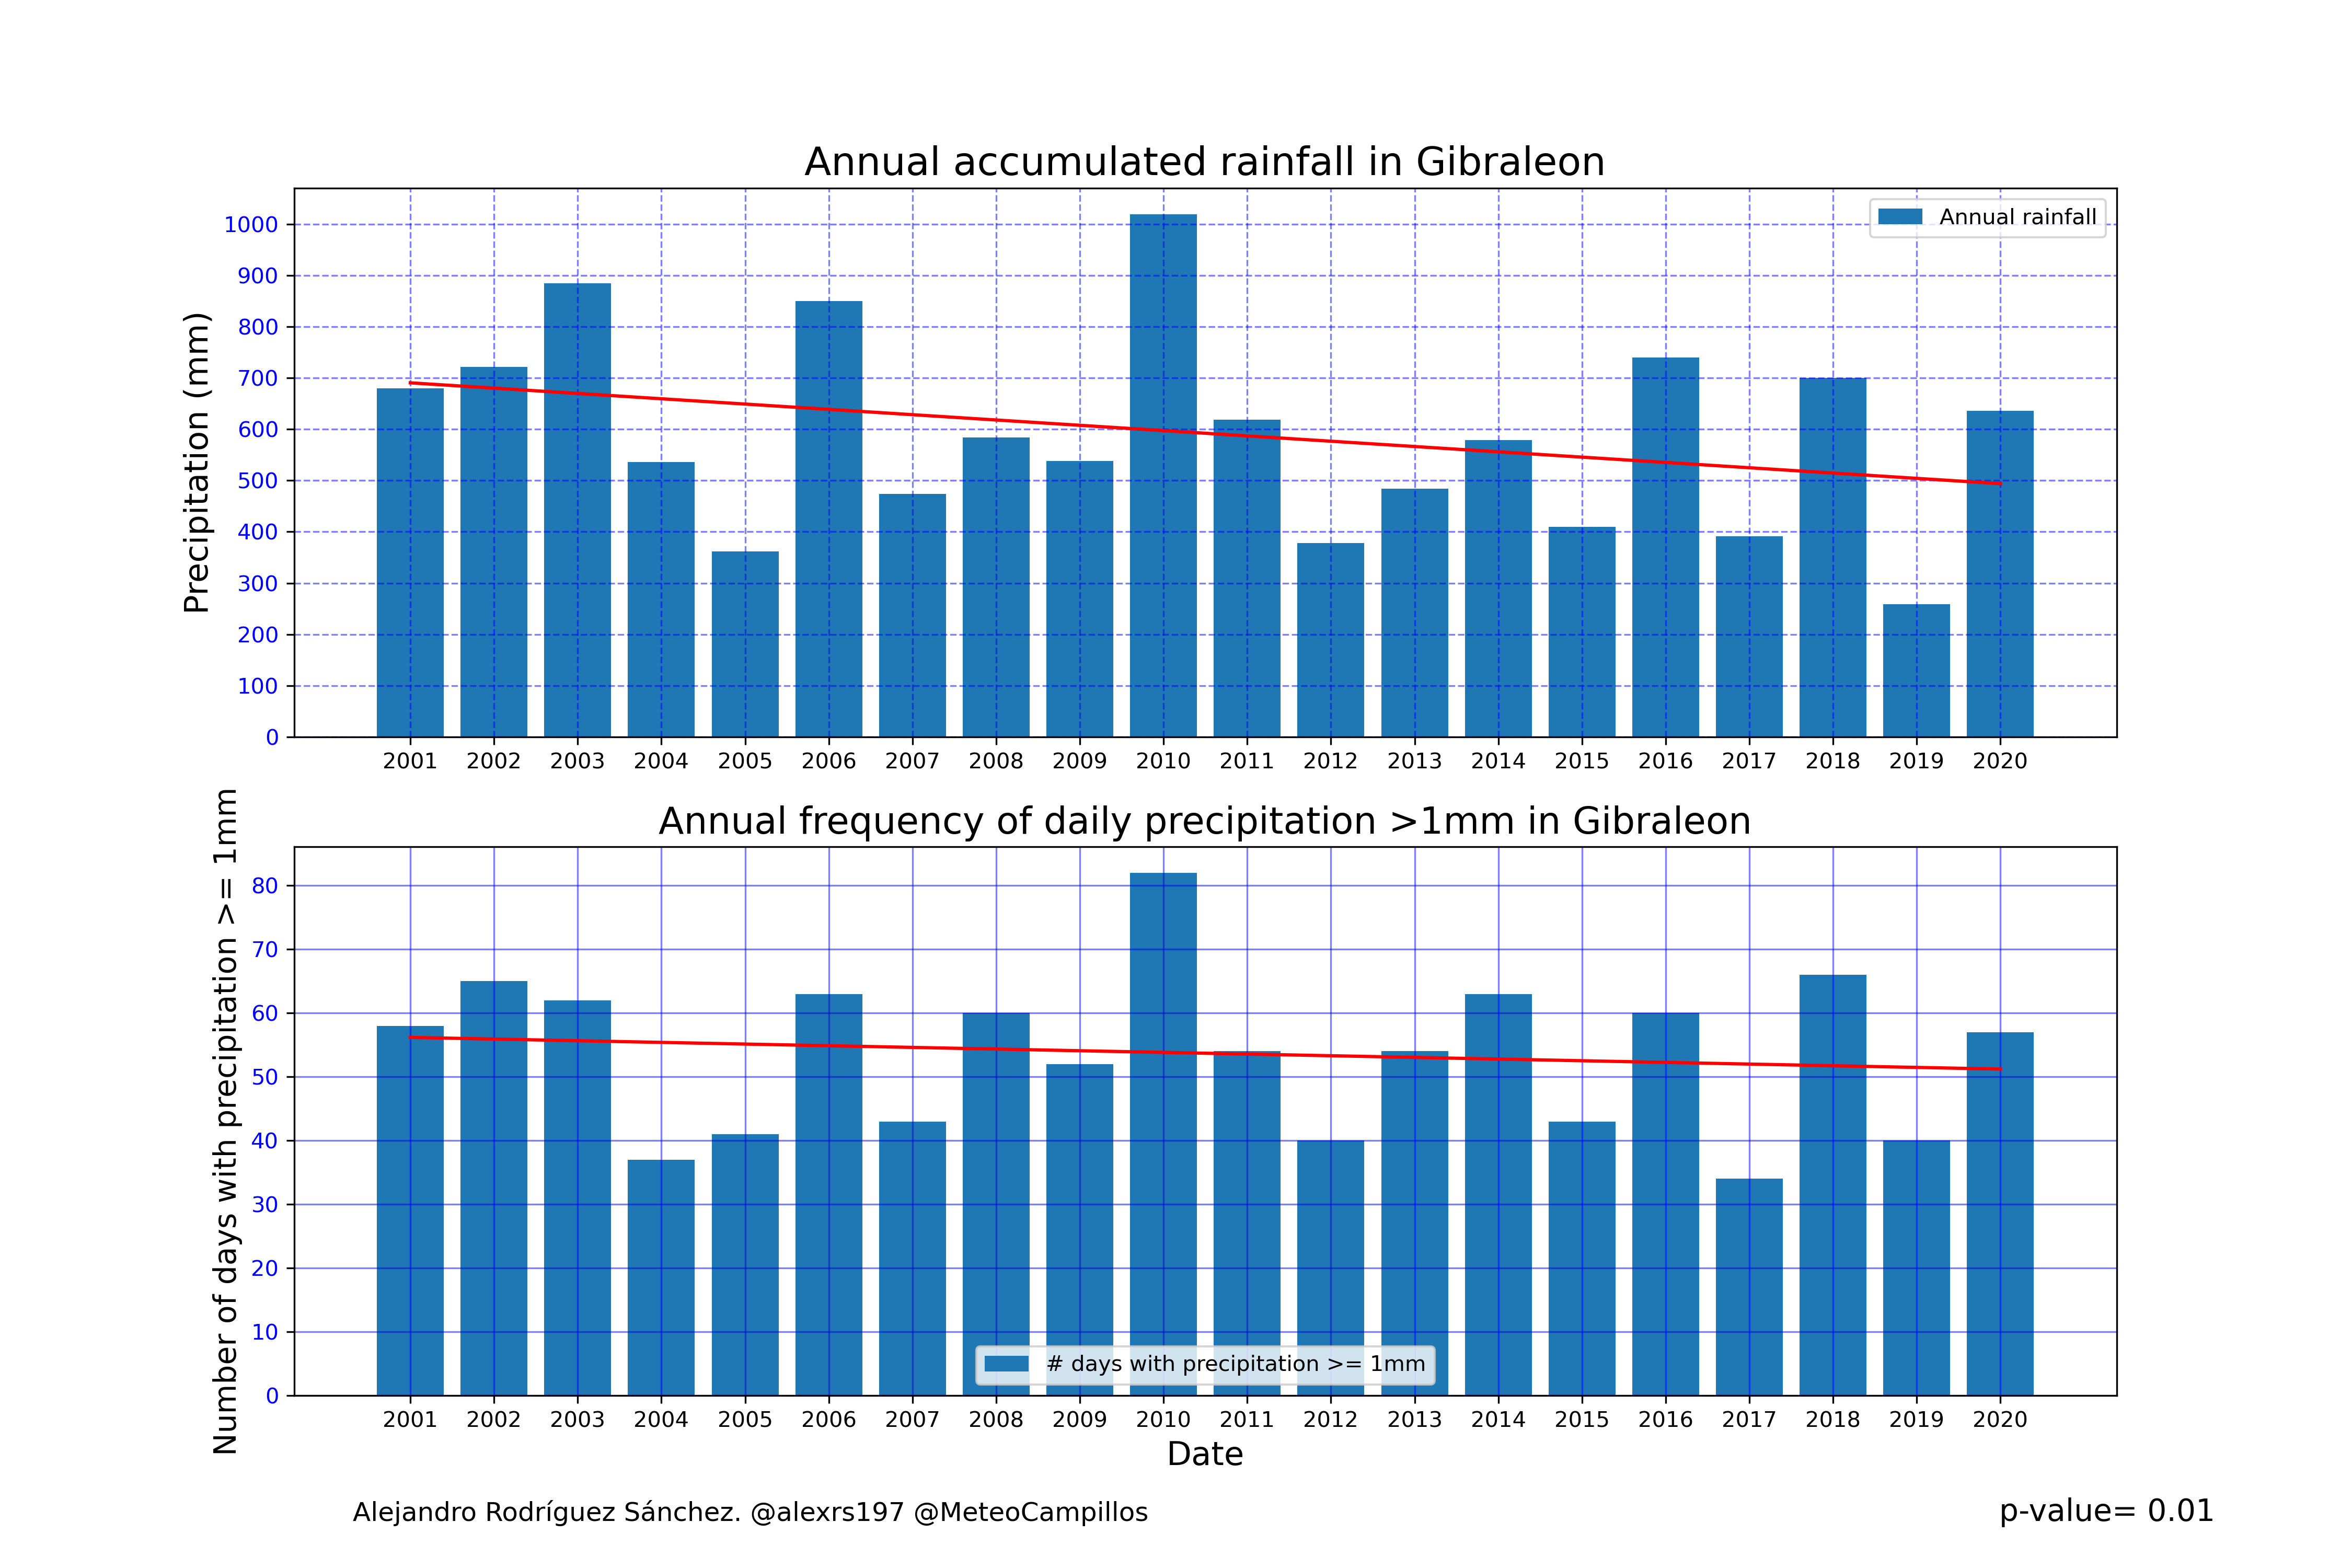 Annual accumulated rainfall in Gibraleon
Precipitation (mm)
1000
900
800
700
600
500
400
300
200
100
0
Annual rainfall
2001 2002 2003 2004 2005 2006 2007 2008 2009 2010 2011 2012 2013 2014 2015 2016 2017 2018 2019 2020
Annual frequency of daily precipitation >1mm in Gibraleon
Number of days with precipitation >= 1mm
80
70
60
50
40
30
20
10
0
# days with precipitation >= 1mm
2001 2002 2003 2004 2005 2006 2007 2008 2009 2010 2011 2012 2013 2014 2015 2016 2017 2018 2019 2020
Date
Alejandro Rodríguez Sánchez. @alexrs197 @MeteoCampillos
p-value= 0.01